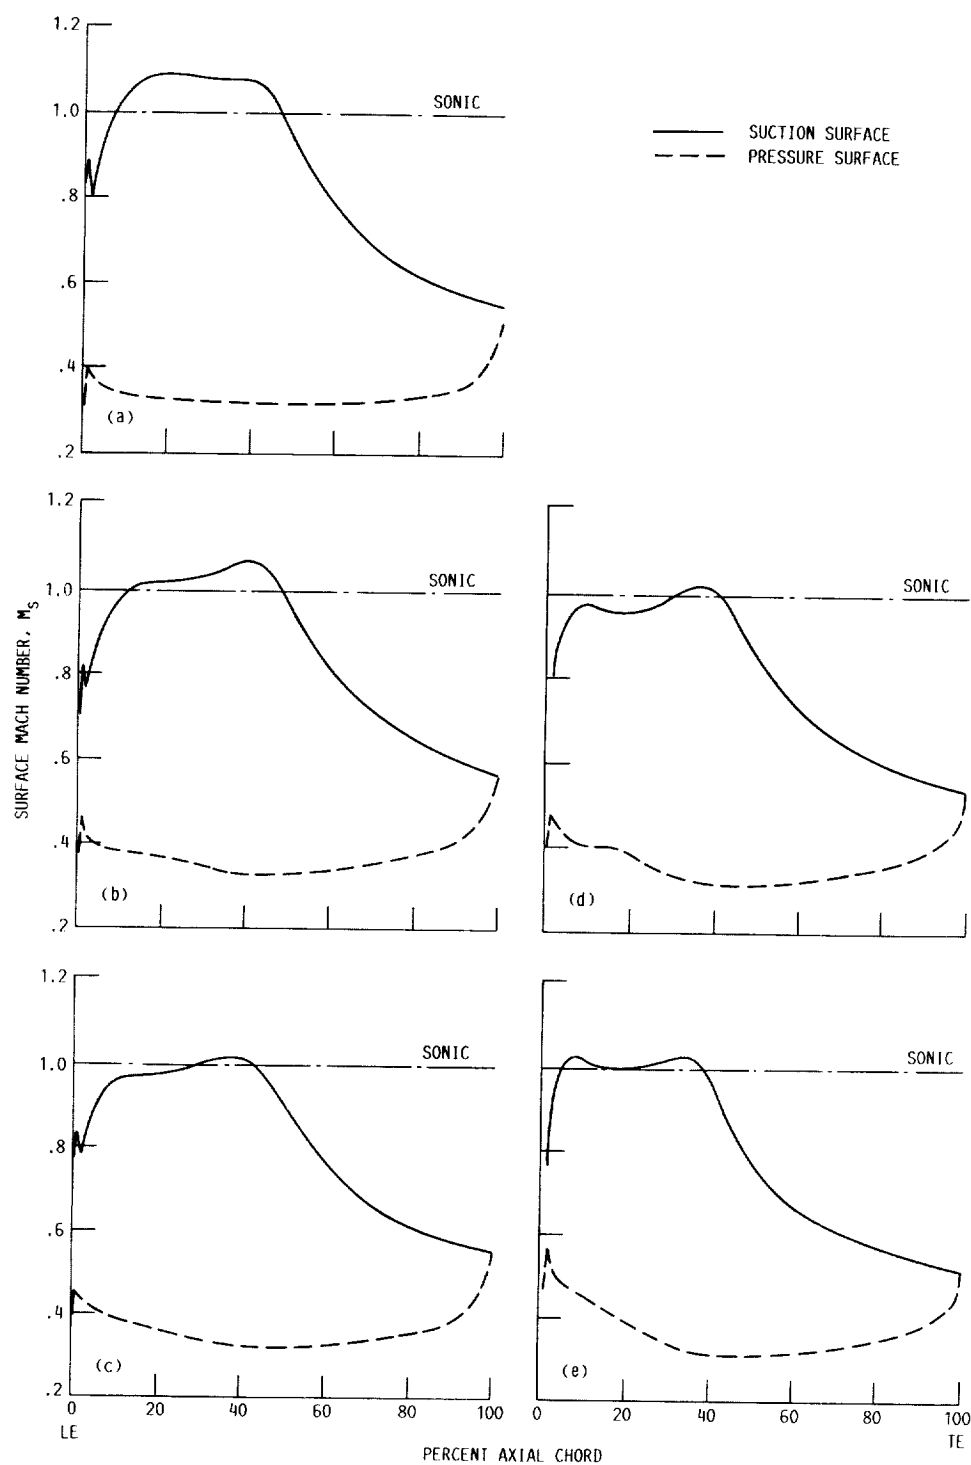 1.2
1.0
.8
.6
.4
.2
SONIC
(a)
SUCTION SURFACE
PRESSURE SURFACE
SURFACE MACH NUMBER, Ms
1.2
1.0
.8
.6
.4
.2
SONIC
(b)
SONIC
(d)
1.2
1.0
.8
.6
.4
.2
SONIC
(c)
0 20 40 60 80 100
LE
SONIC
(e)
0 20 40 60 80 100
TE
PERCENT AXIAL CHORD